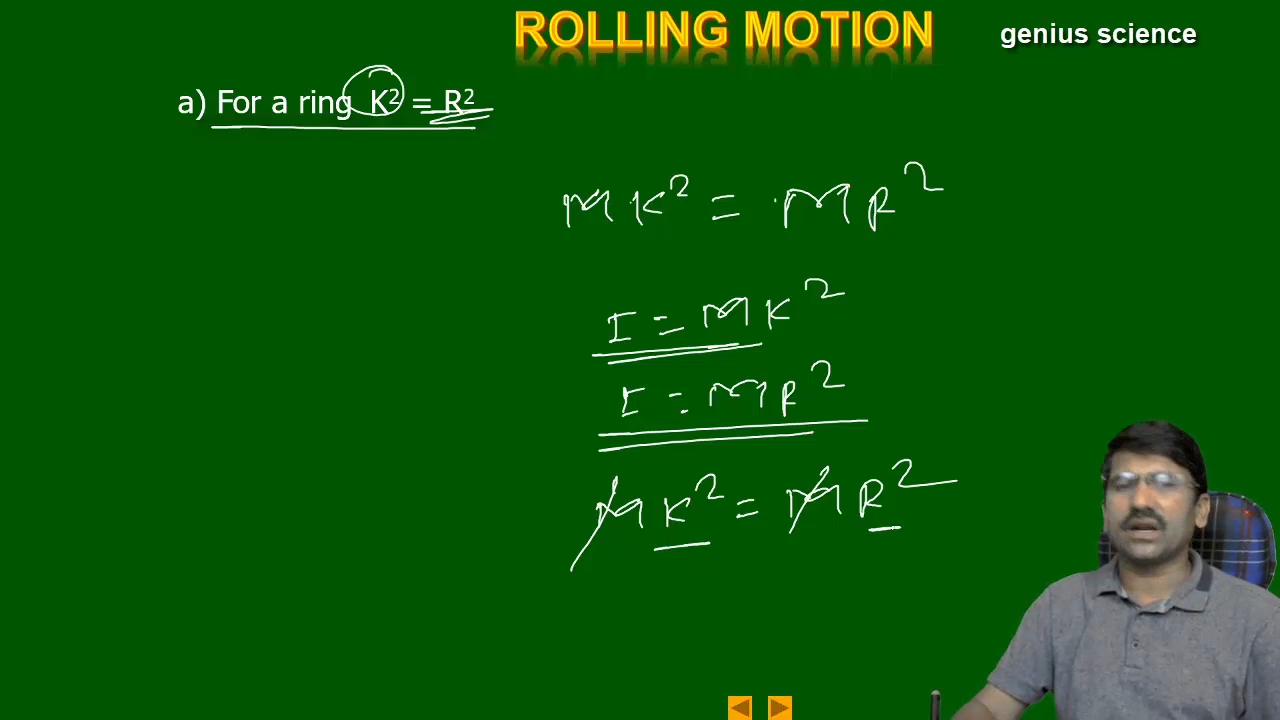 ROLLING MOTION
genius science
a) For a ring K² = R²
MK² = MR²
I = MK²
I = MR²
MK² = MR²